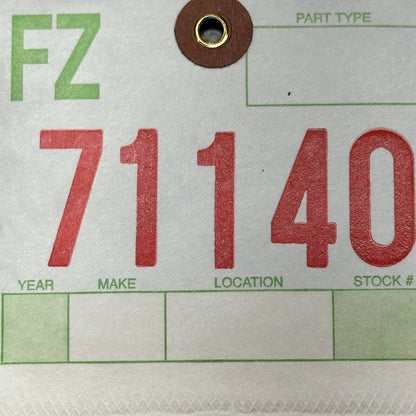 FZ
PART TYPE
71140
YEAR MAKE LOCATION STOCK #